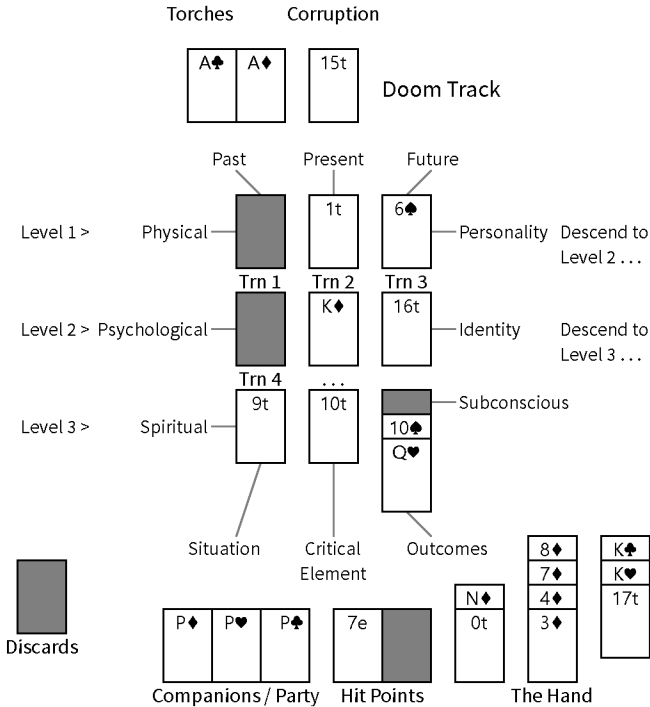 Torches Corruption
A♣ A♦ 15t Doom Track
Past Present Future
1t 6♠
Level 1 > Physical Personality Descend to
Level 2 . . .
Trn 1 Trn 2 Trn 3
K♦ 16t
Level 2 > Psychological Identity Descend to
Level 3 . . .
Trn 4 . . .
9t 10t
Subconscious
Level 3 > Spiritual 10♠
Q♥
Situation Critical Outcomes
Element
8♦ K♣
7♦ K♥
N♦ 4♦ 17t
P♦ P♥ P♣ 7e 0t 3♦
Discards
Companions / Party Hit Points The Hand